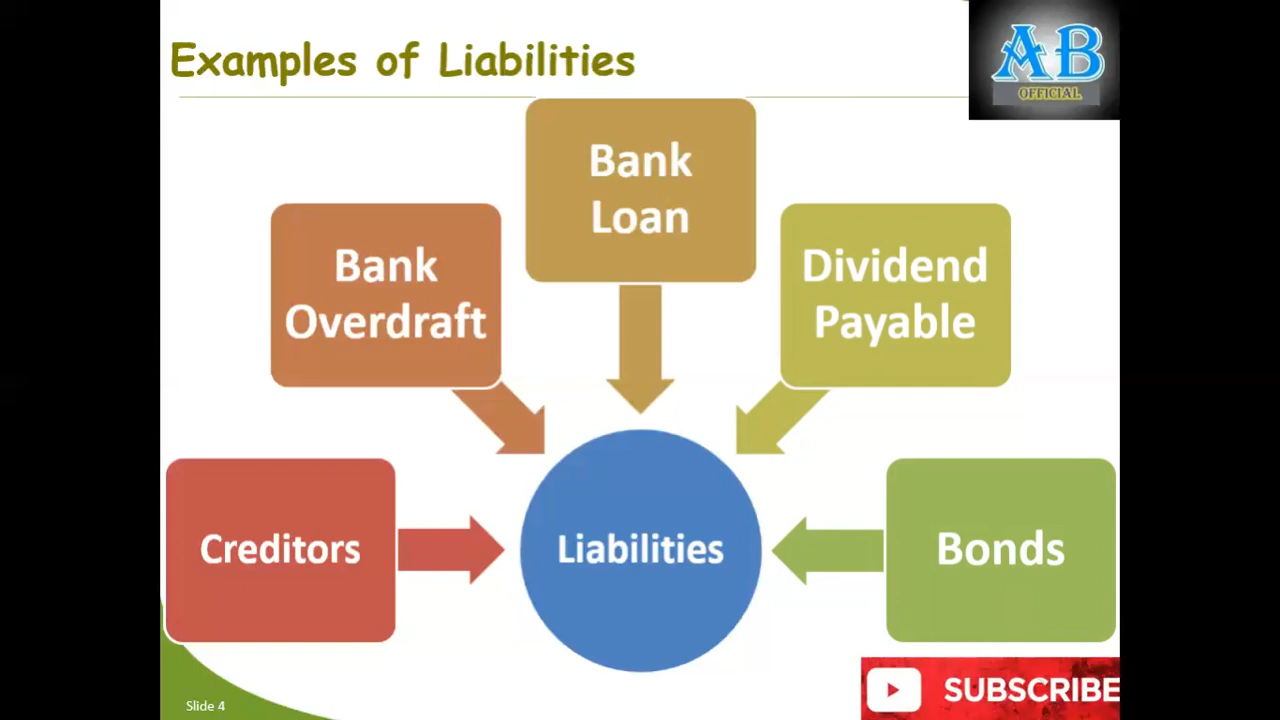 Examples of Liabilities
AB
OFFICIAL
Bank
Loan
Bank
Overdraft
Dividend
Payable
Creditors
Liabilities
Bonds
SUBSCRIBE
Slide 4